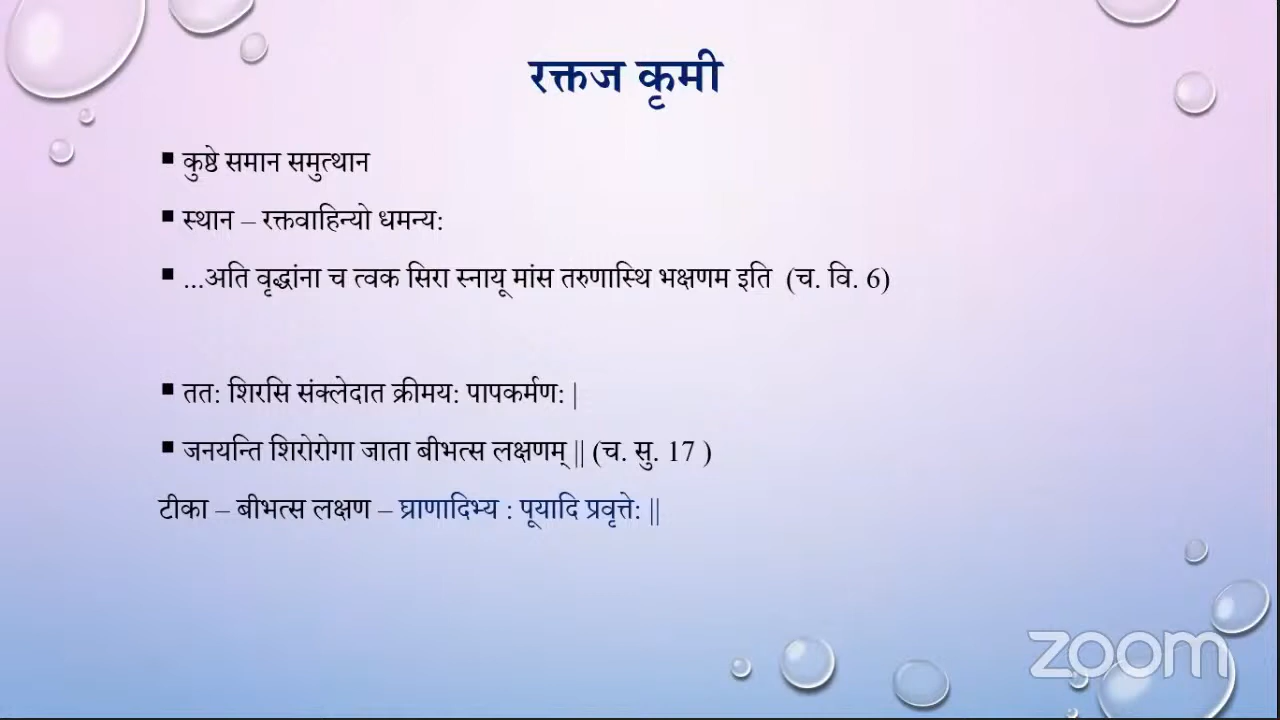 रक्तज कृमी
▪ कुष्ठे समान समुत्थान
▪ स्थान – रक्तवाहिन्यो धमन्य:
▪ ...अति वृद्धांना च त्वक सिरा स्नायू मांस तरुणास्थि भक्षणम इति (च. वि. 6)
▪ तत: शिरसि संक्लेदात क्रीमय: पापकर्मण: |
▪ जनयन्ति शिरोरोगा जाता बीभत्स लक्षणम् || (च. सु. 17 )
टीका – बीभत्स लक्षण – घ्राणादिभ्य : पूयादि प्रवृत्ते: ||
zoom